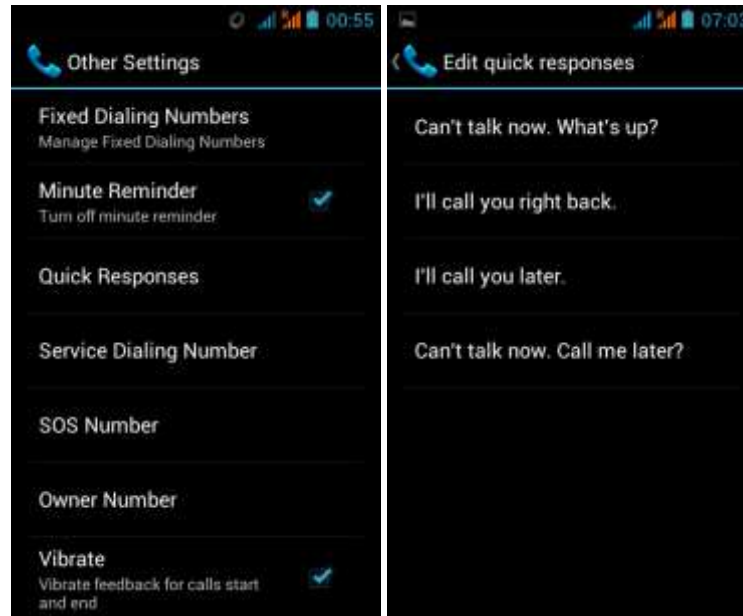 00:55
Other Settings
Fixed Dialing Numbers
Manage Fixed Dialing Numbers
Minute Reminder
Turn off minute reminder
Quick Responses
Service Dialing Number
SOS Number
Owner Number
Vibrate
Vibrate feedback for calls start
and end
07:03
Edit quick responses
Can't talk now. What's up?
I'll call you right back.
I'll call you later.
Can't talk now. Call me later?